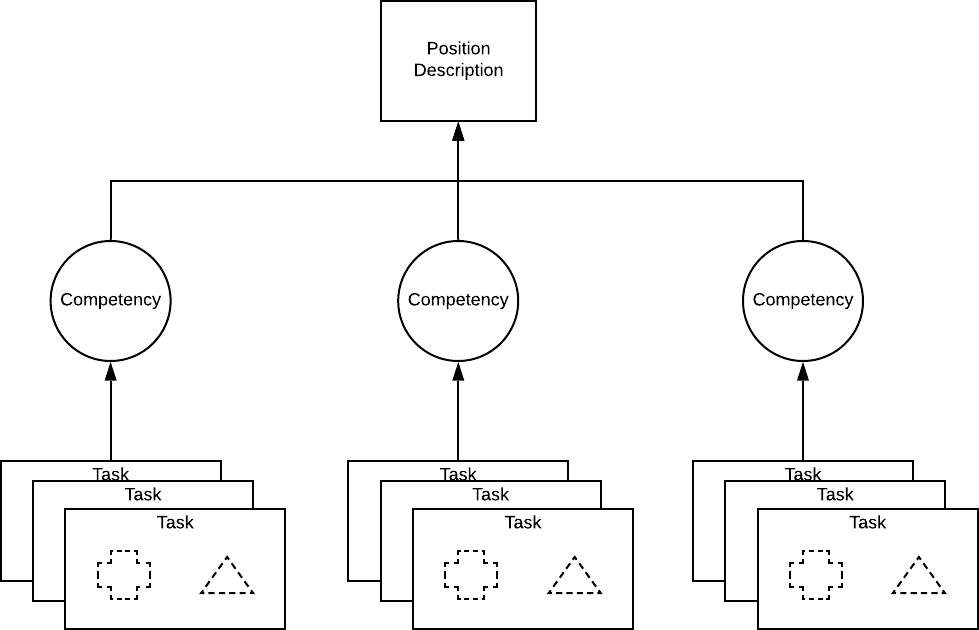 Position
Description
Competency
Competency
Competency
Task
Task
Task
Task
Task
Task
Task
Task
Task